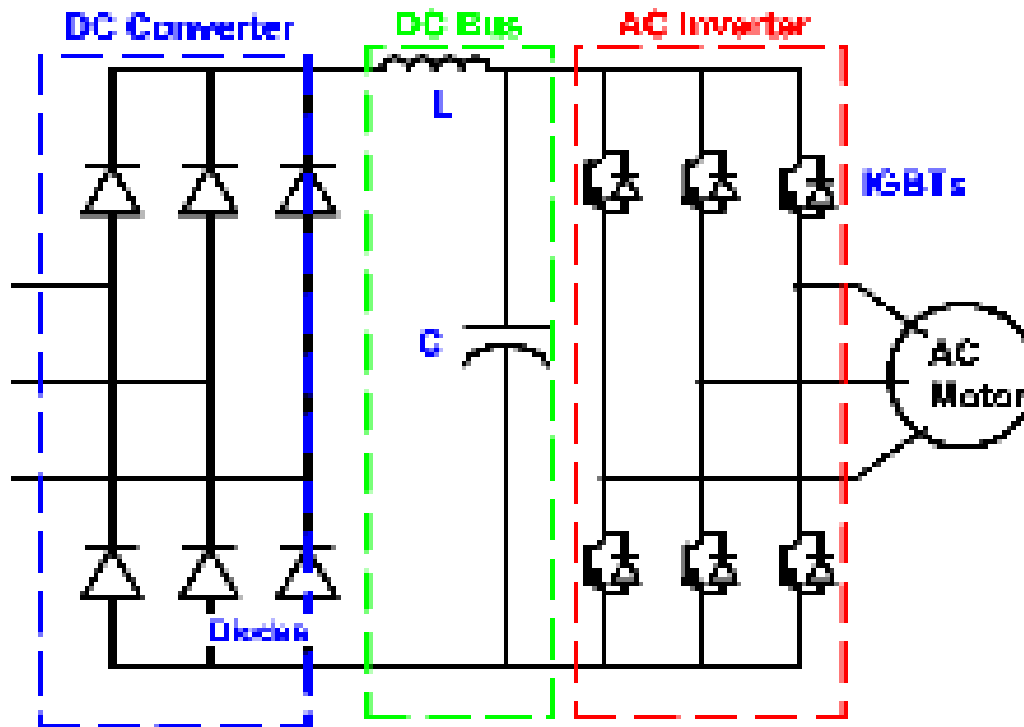 DC Converter
DC Bus
AC Inverter
L
IGBTs
C
AC
Motor
Diodes